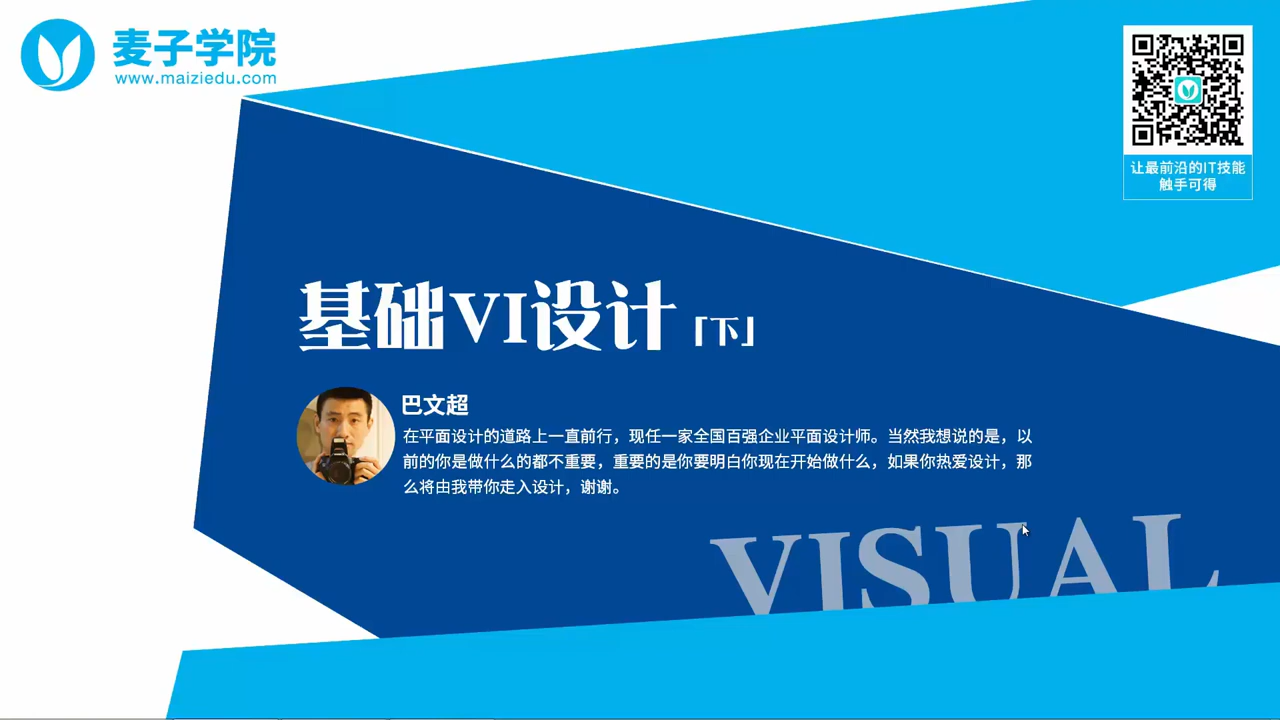 麦子学院
www.maiziedu.com
让最前沿的IT技能
触手可得
基础VI设计「下」
巴文超
在平面设计的道路上一直前行，现任一家全国百强企业平面设计师。当然我想说的是，以
前的你是做什么的都不重要，重要的是你要明白你现在开始做什么，如果你热爱设计，那
么将由我带你走入设计，谢谢。
VISUAL